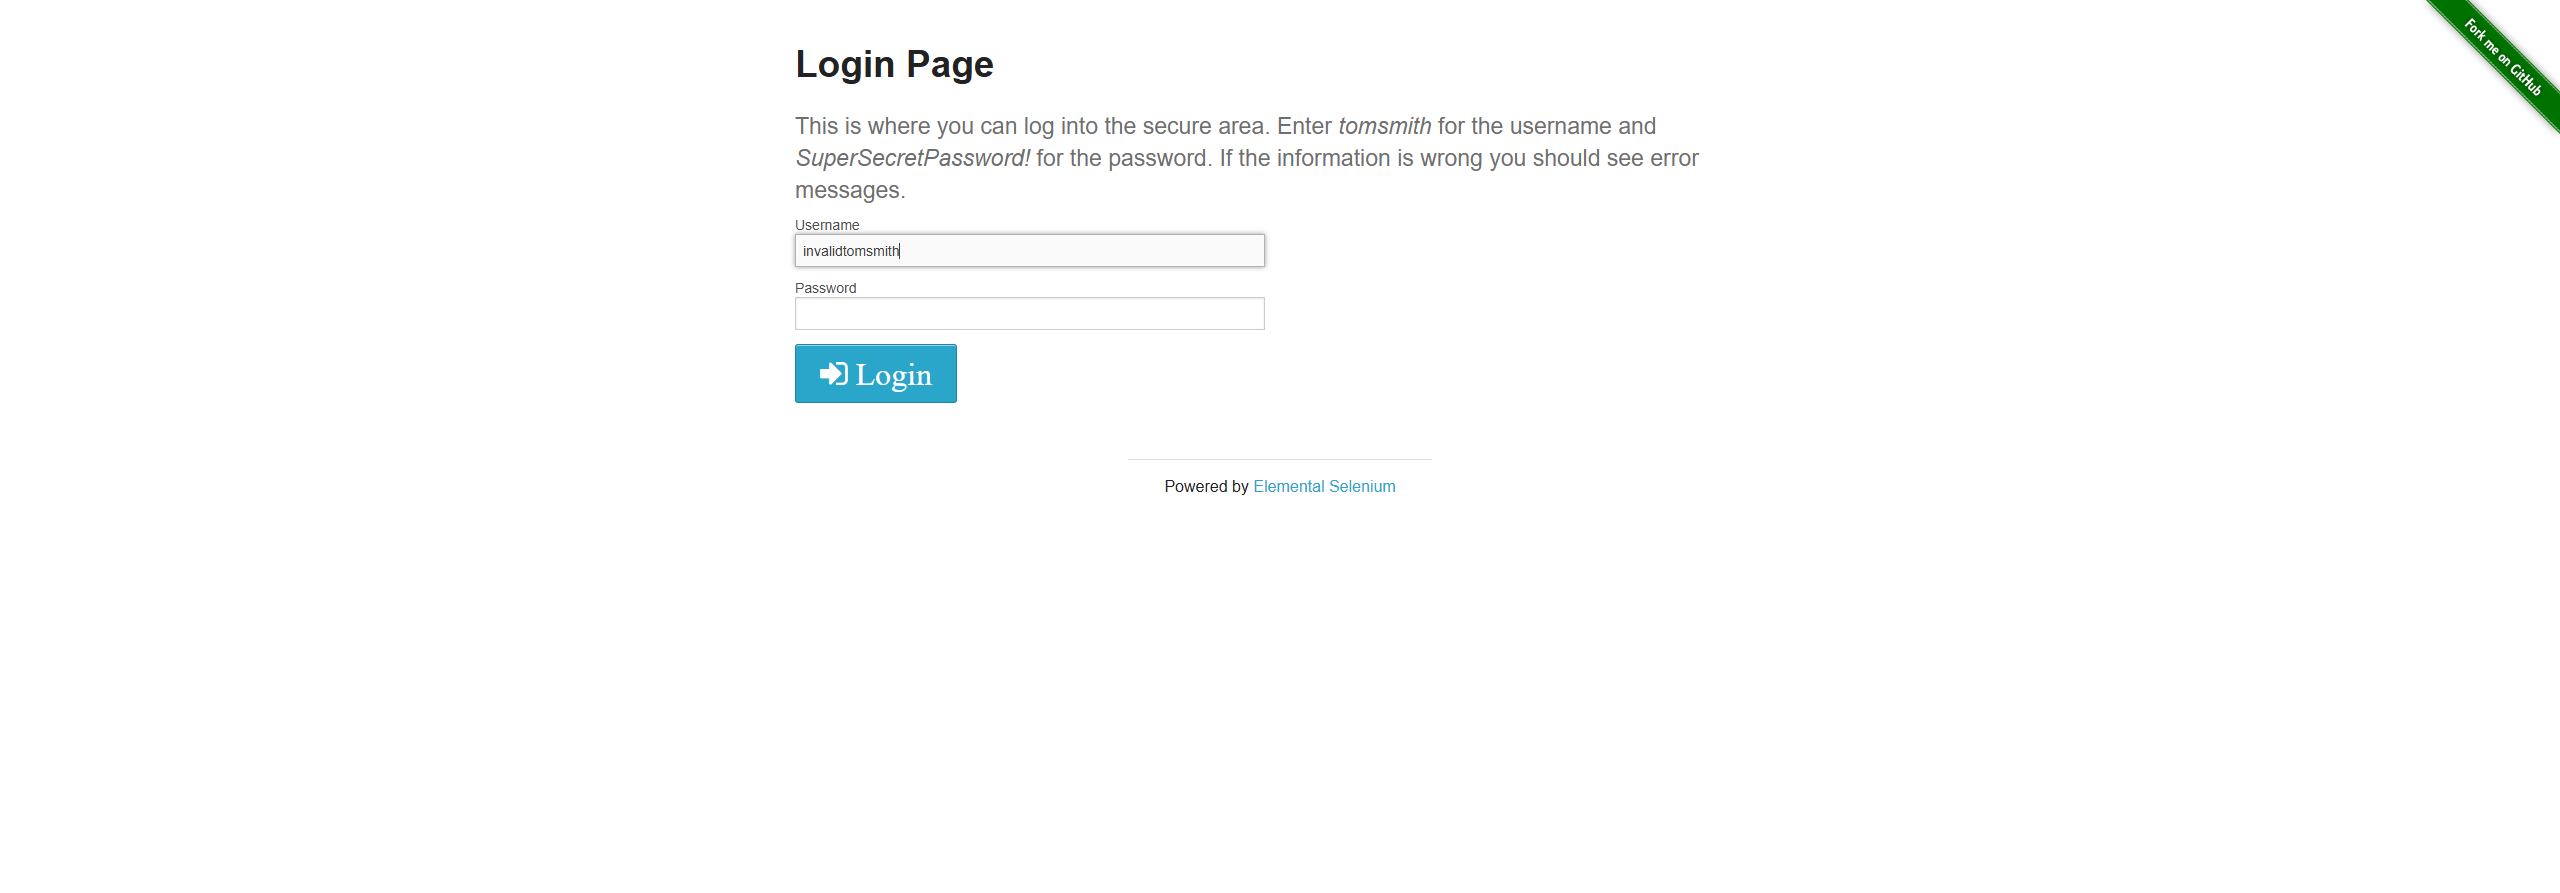 Fork me on GitHub
Login Page
This is where you can log into the secure area. Enter tomsmith for the username and
SuperSecretPassword! for the password. If the information is wrong you should see error
messages.
Username
invalidtomsmith
Password
Login
Powered by Elemental Selenium